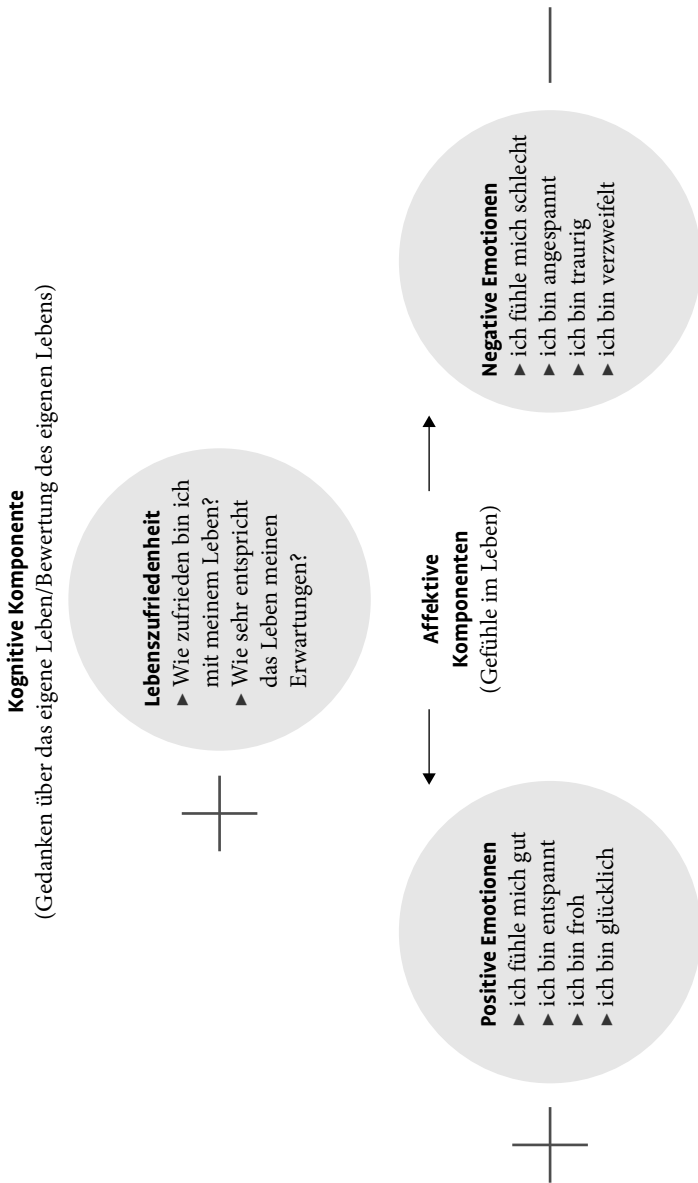 Kognitive Komponente
(Gedanken über das eigene Leben/Bewertung des eigenen Lebens)
Lebenszufriedenheit
▶ Wie zufrieden bin ich
mit meinem Leben?
▶ Wie sehr entspricht
das Leben meinen
Erwartungen?
Affektive
Komponenten
(Gefühle im Leben)
Positive Emotionen
▶ ich fühle mich gut
▶ ich bin entspannt
▶ ich bin froh
▶ ich bin glücklich
Negative Emotionen
▶ ich fühle mich schlecht
▶ ich bin angespannt
▶ ich bin traurig
▶ ich bin verzweifelt